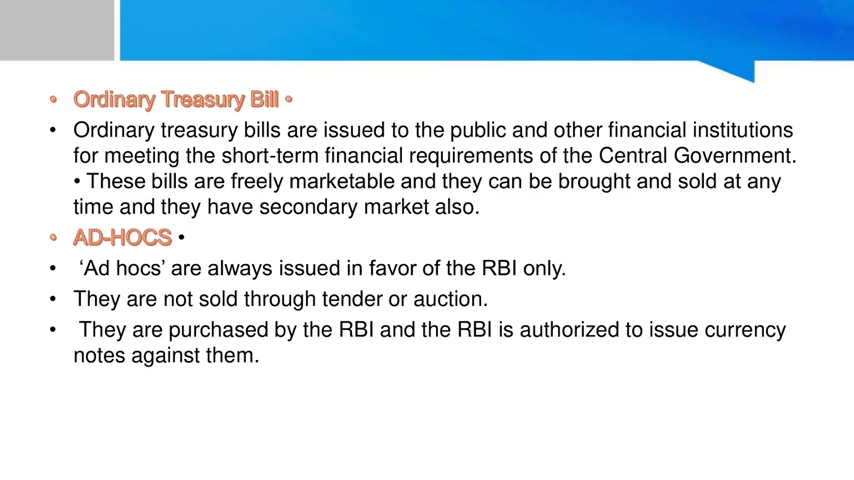 • Ordinary Treasury Bill •
• Ordinary treasury bills are issued to the public and other financial institutions
for meeting the short-term financial requirements of the Central Government.
• These bills are freely marketable and they can be brought and sold at any
time and they have secondary market also.
• AD-HOCS •
• ‘Ad hocs’ are always issued in favor of the RBI only.
• They are not sold through tender or auction.
• They are purchased by the RBI and the RBI is authorized to issue currency
notes against them.